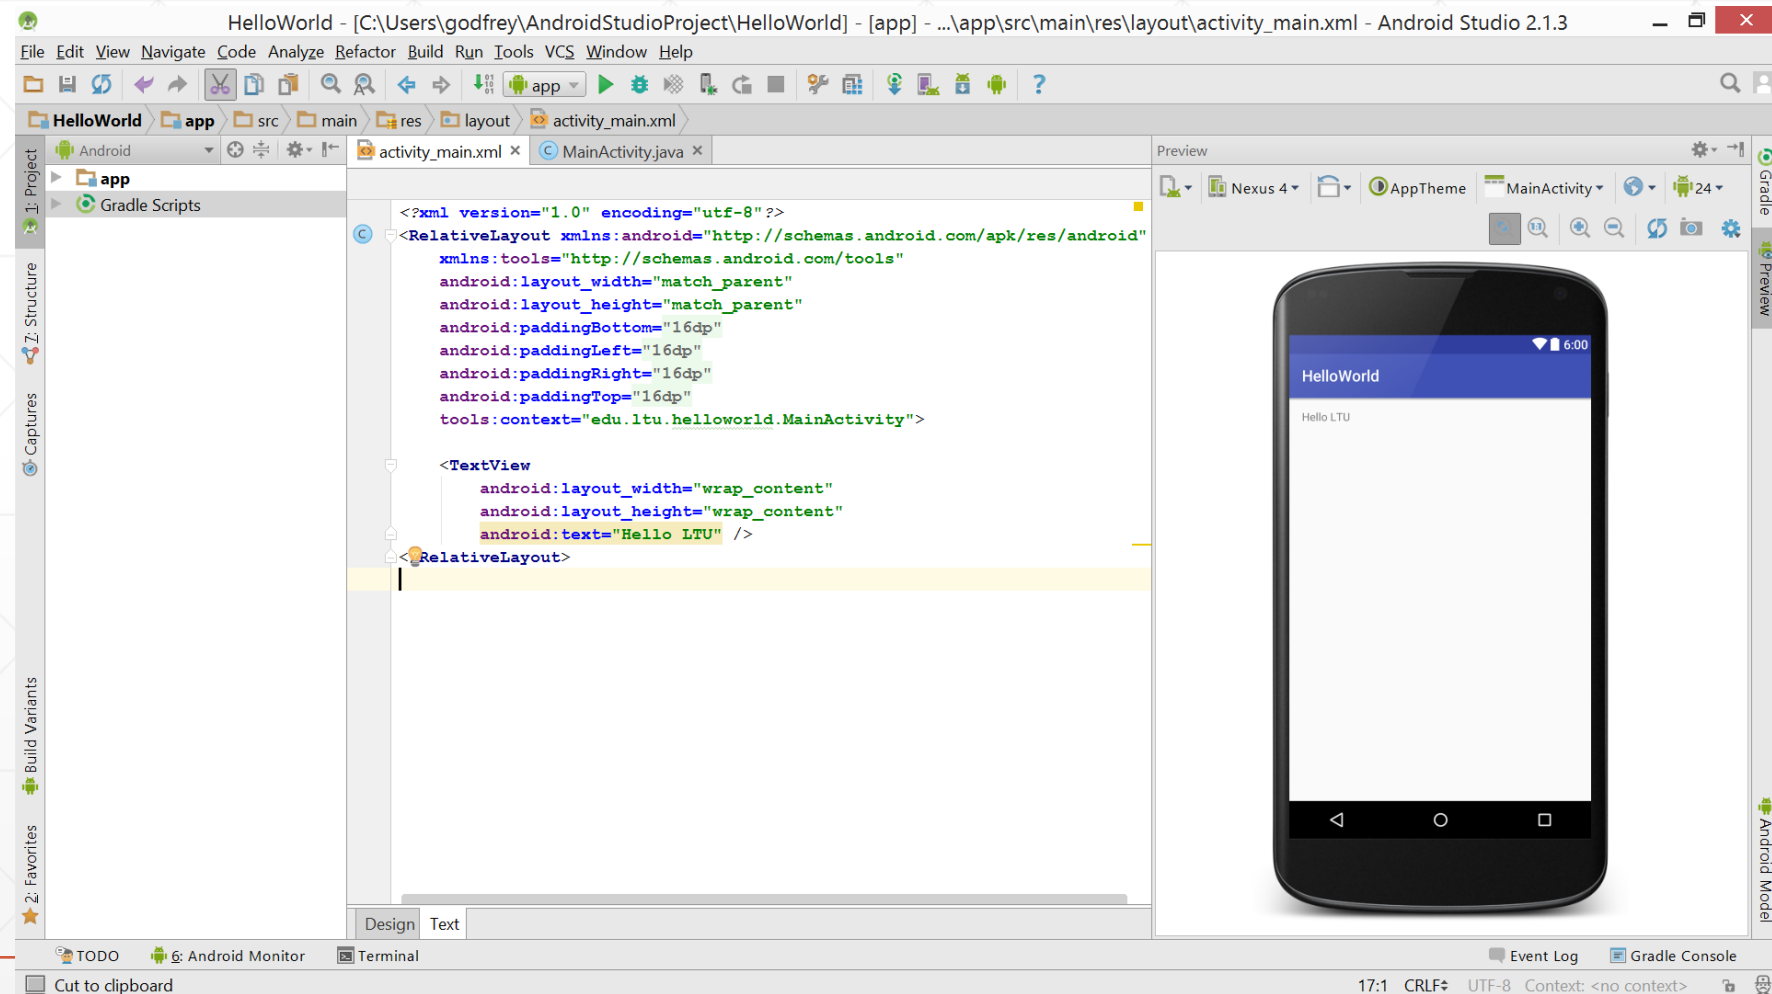 HelloWorld - [C:\Users\godfrey\AndroidStudioProject\HelloWorld] - [app] - ...\app\src\main\res\layout\activity_main.xml - Android Studio 2.1.3
File Edit View Navigate Code Analyze Refactor Build Run Tools VCS Window Help
app
HelloWorld app src main res layout activity_main.xml
1: Project
7: Structure
Captures
Build Variants
2: Favorites
Android
app
Gradle Scripts
activity_main.xml MainActivity.java
<?xml version="1.0" encoding="utf-8"?>
<RelativeLayout xmlns:android="http://schemas.android.com/apk/res/android"
xmlns:tools="http://schemas.android.com/tools"
android:layout_width="match_parent"
android:layout_height="match_parent"
android:paddingBottom="16dp"
android:paddingLeft="16dp"
android:paddingRight="16dp"
android:paddingTop="16dp"
tools:context="edu.ltu.helloworld.MainActivity">
<TextView
android:layout_width="wrap_content"
android:layout_height="wrap_content"
android:text="Hello LTU" />
< RelativeLayout>
Design Text
Preview
Nexus 4 AppTheme MainActivity 24
6:00
HelloWorld
Hello LTU
Gradle
Preview
Android Model
TODO 6: Android Monitor Terminal Event Log Gradle Console
Cut to clipboard 17:1 CRLF UTF-8 Context: <no context>